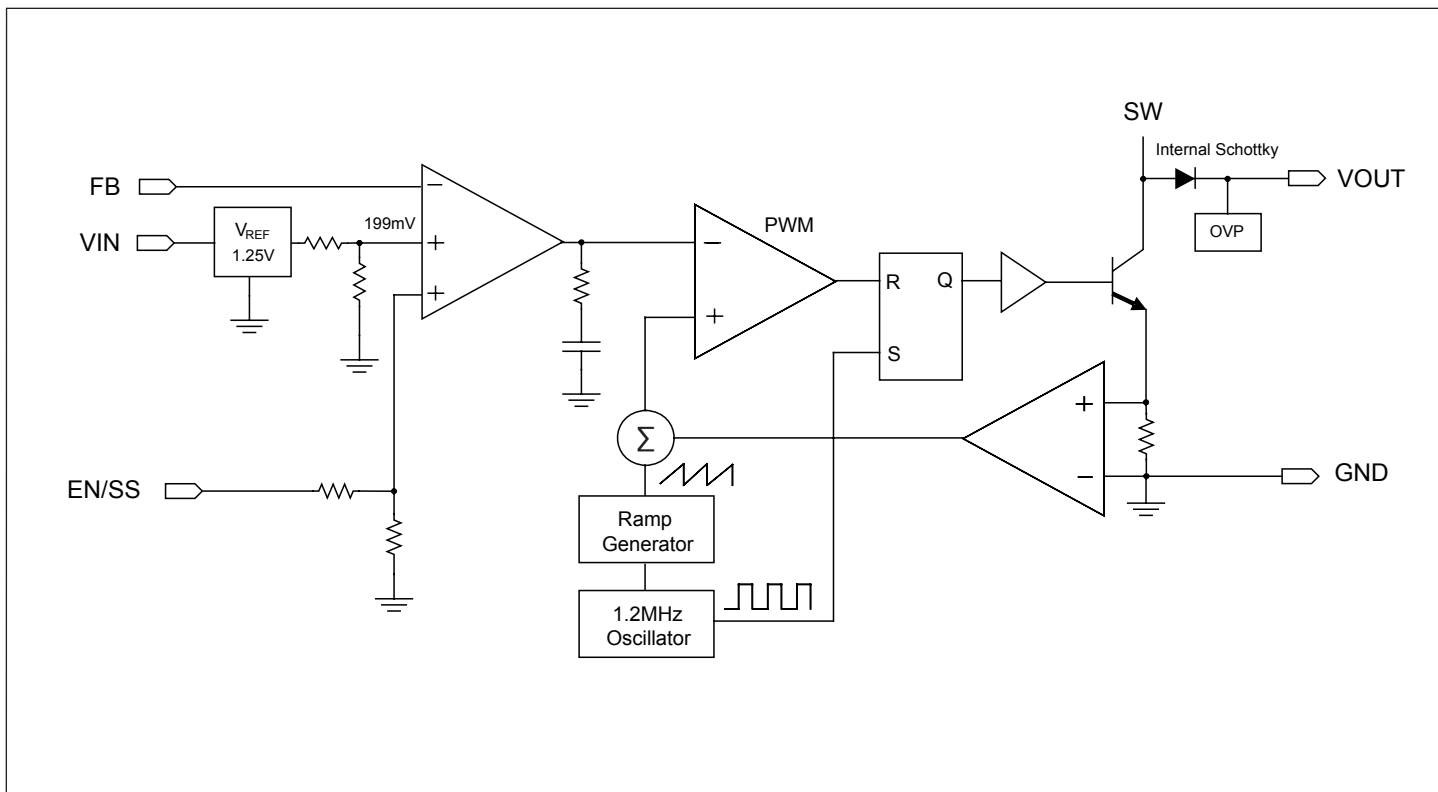 SW
Internal Schottky
FB
VOUT
199mV
PWM
VIN
VREF
1.25V
OVP
R
Q
S
Σ
EN/SS
GND
Ramp
Generator
1.2MHz
Oscillator